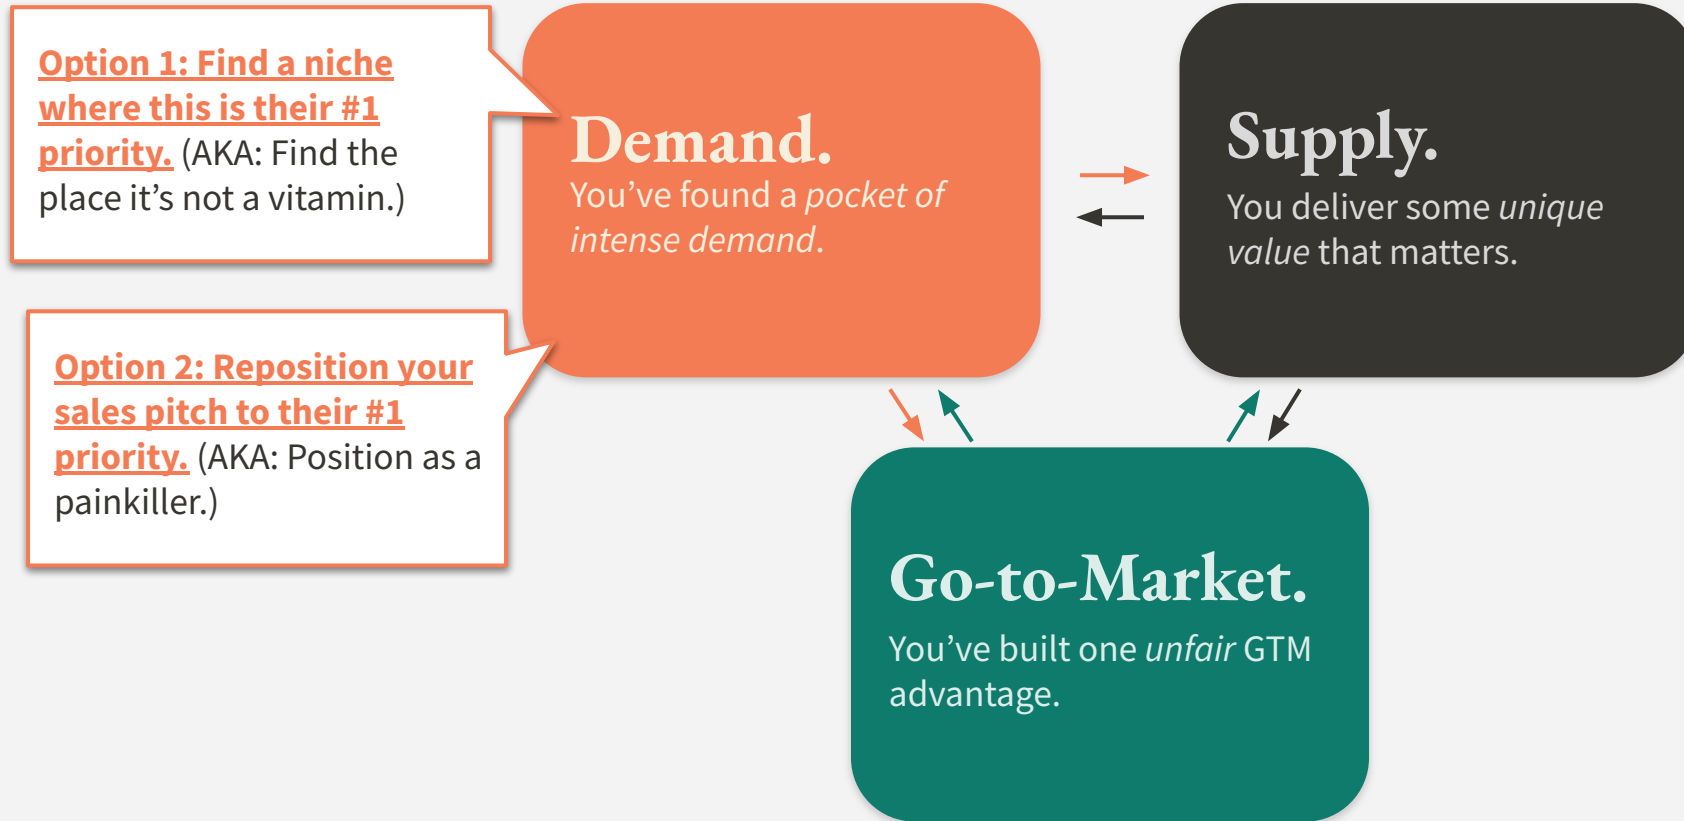 Option 1: Find a niche
where this is their #1
priority. (AKA: Find the
place it’s not a vitamin.)
Option 2: Reposition your
sales pitch to their #1
priority. (AKA: Position as a
painkiller.)
Demand.
You’ve found a pocket of
intense demand.
Supply.
You deliver some unique
value that matters.
Go-to-Market.
You’ve built one unfair GTM
advantage.